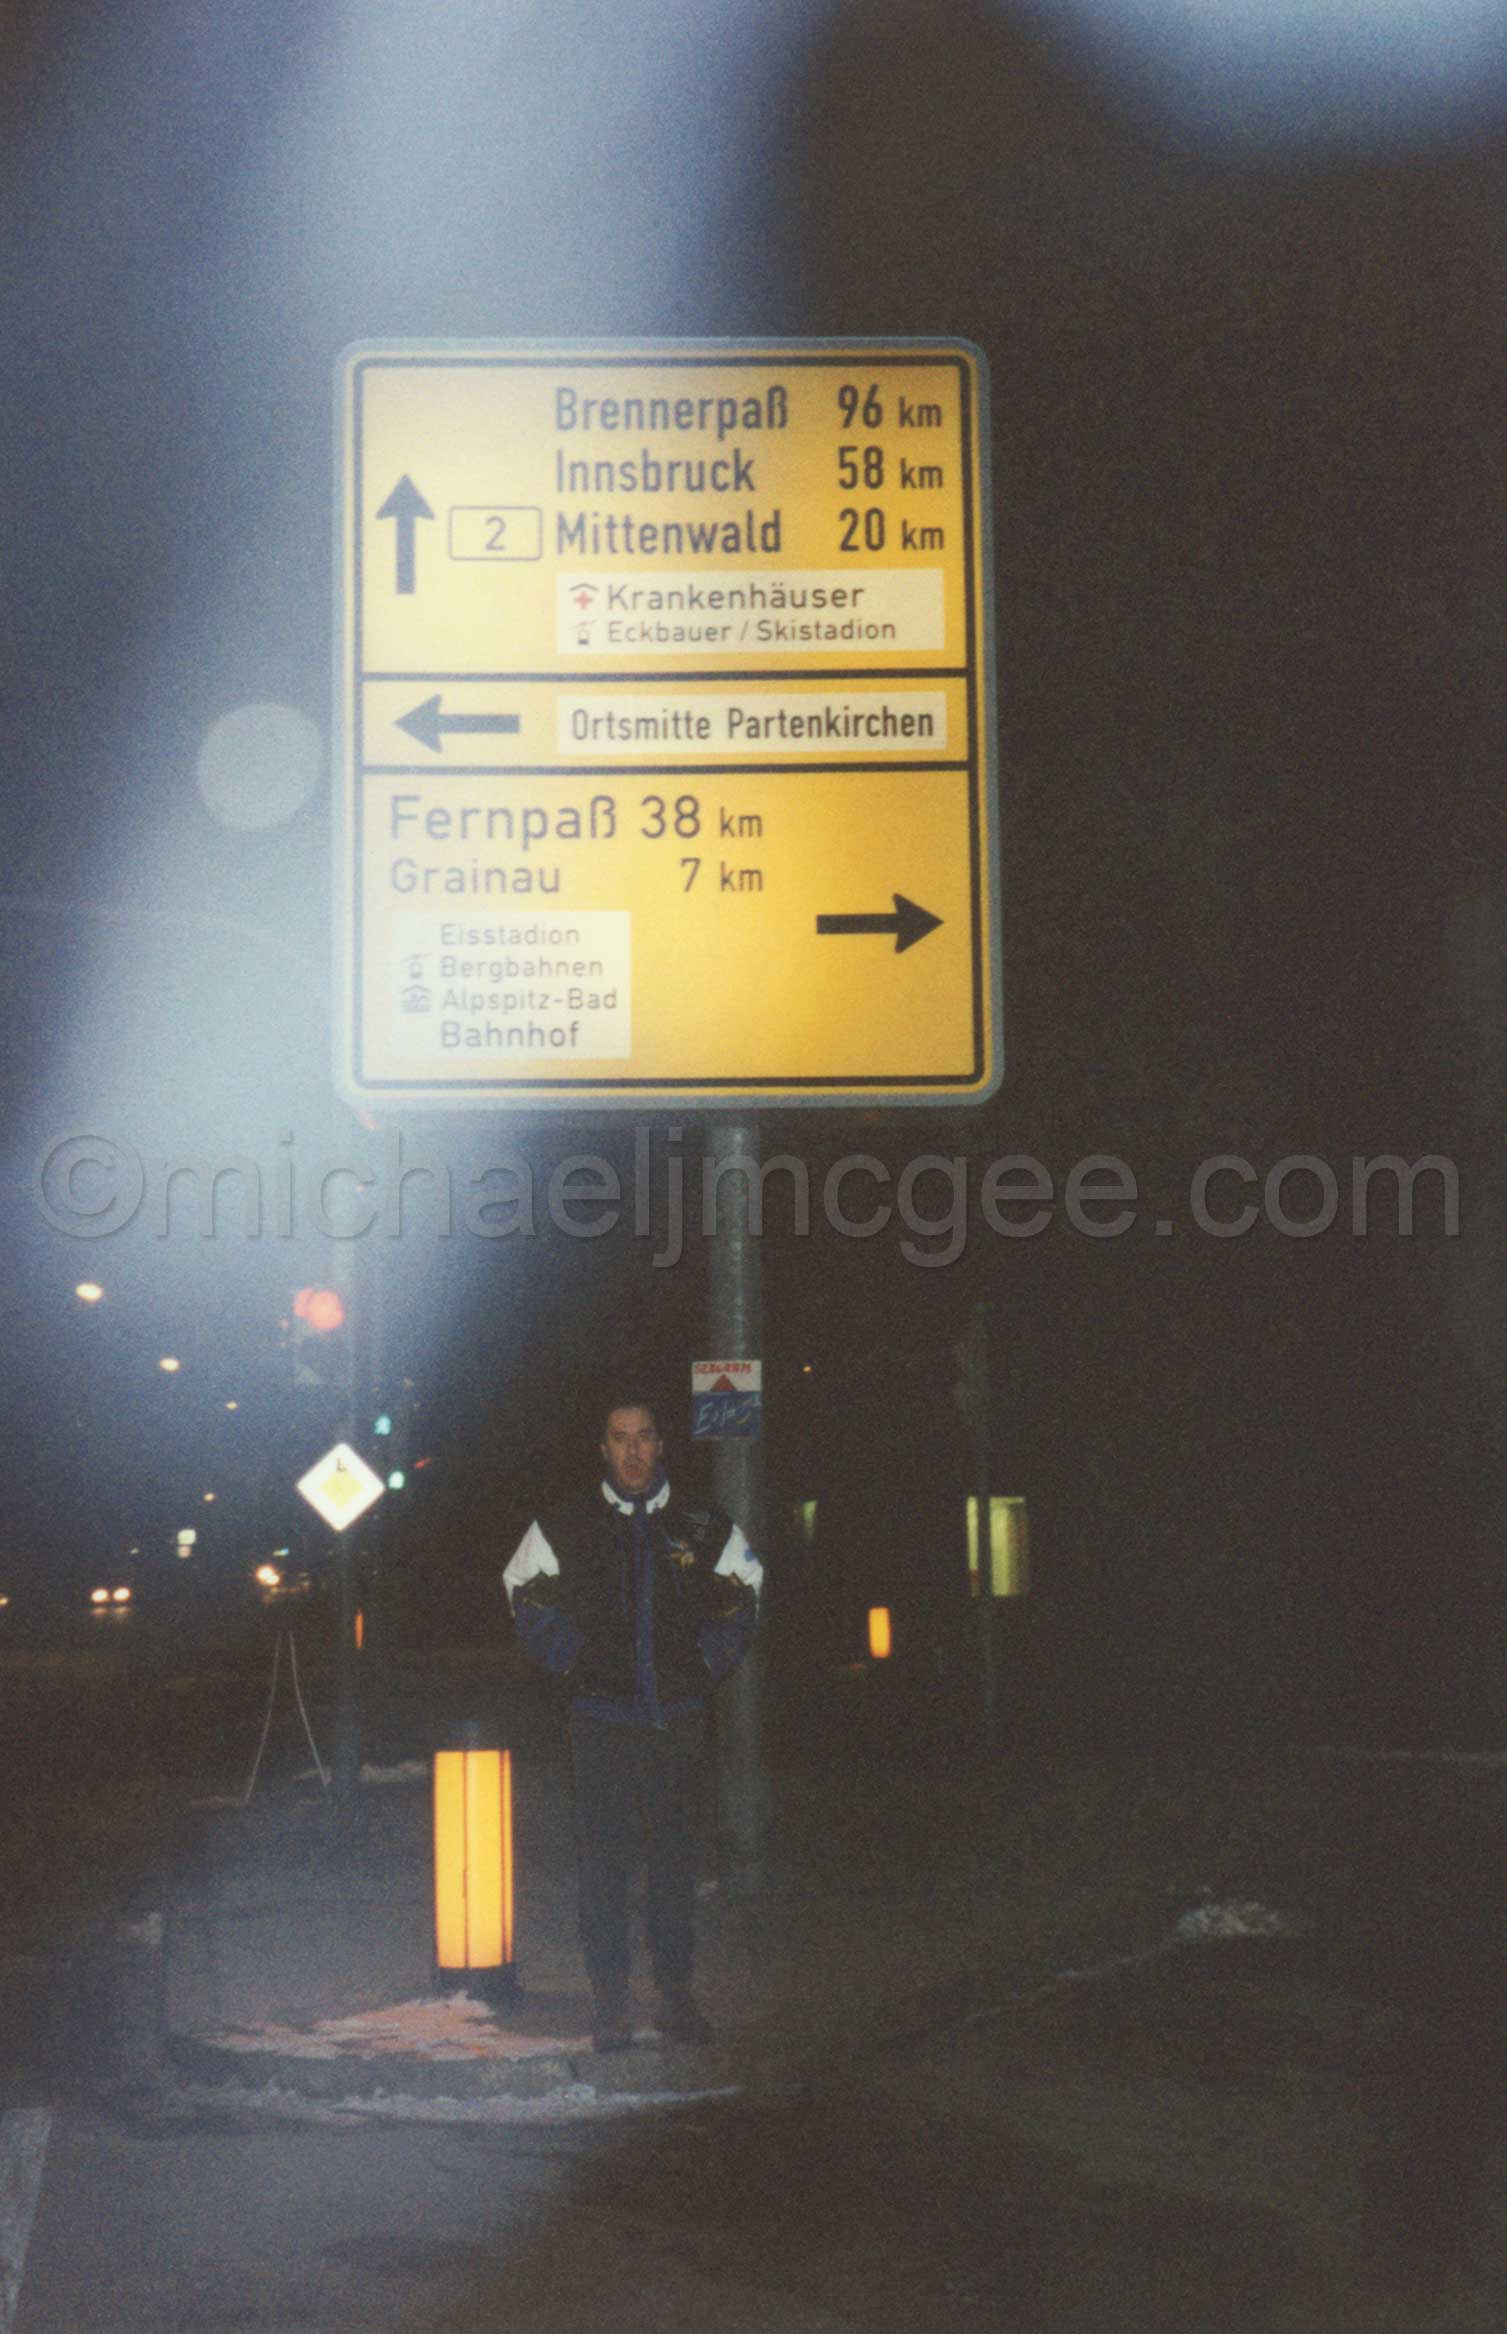 Brennerpaß 96 km
Innsbruck 58 km
2 Mittenwald 20 km
Krankenhäuser
Eckbauer / Skistadion
Ortsmitte Partenkirchen
Fernpaß 38 km
Grainau 7 km
Eisstadion
Bergbahnen
Alpspitz-Bad
Bahnhof
©michaeljmcgee.com